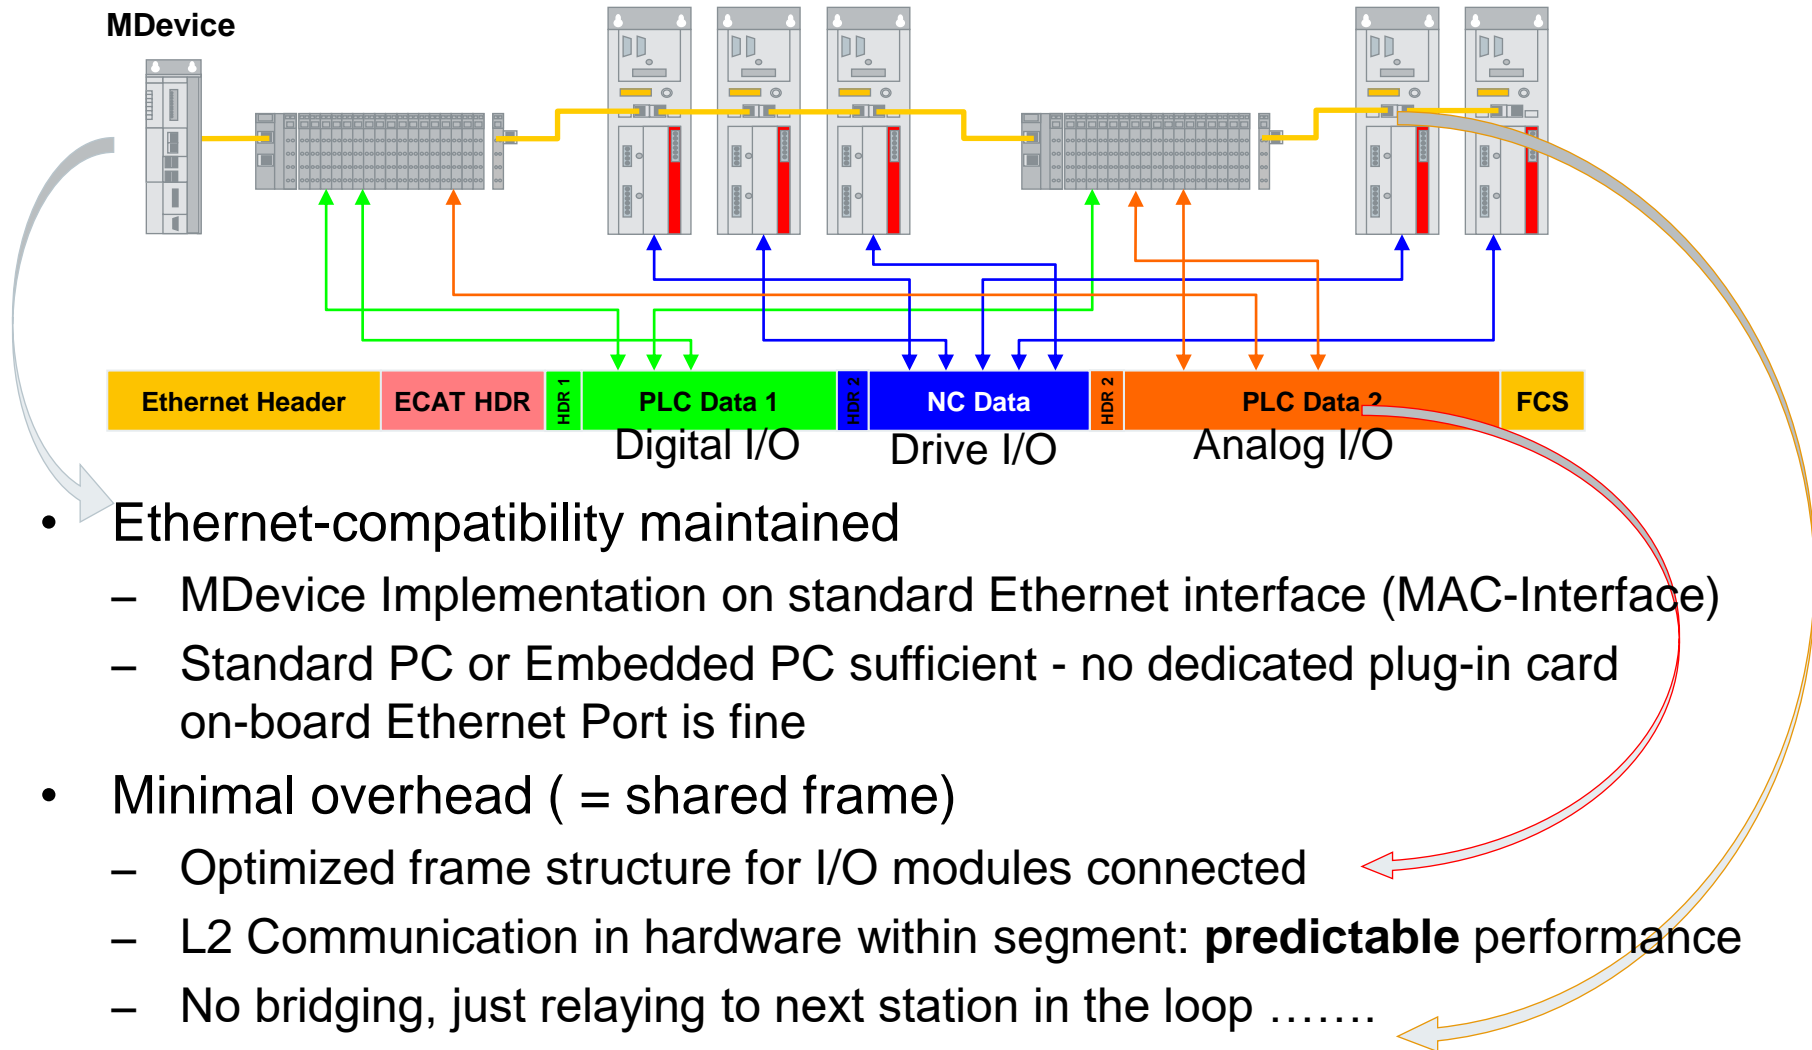 MDevice
Ethernet Header ECAT HDR HDR 1 PLC Data 1 HDR 2 NC Data HDR 2 PLC Data 2 FCS
Digital I/O Drive I/O Analog I/O
• Ethernet-compatibility maintained
– MDevice Implementation on standard Ethernet interface (MAC-Interface)
– Standard PC or Embedded PC sufficient - no dedicated plug-in card
on-board Ethernet Port is fine
• Minimal overhead ( = shared frame)
– Optimized frame structure for I/O modules connected
– L2 Communication in hardware within segment: predictable performance
– No bridging, just relaying to next station in the loop …….